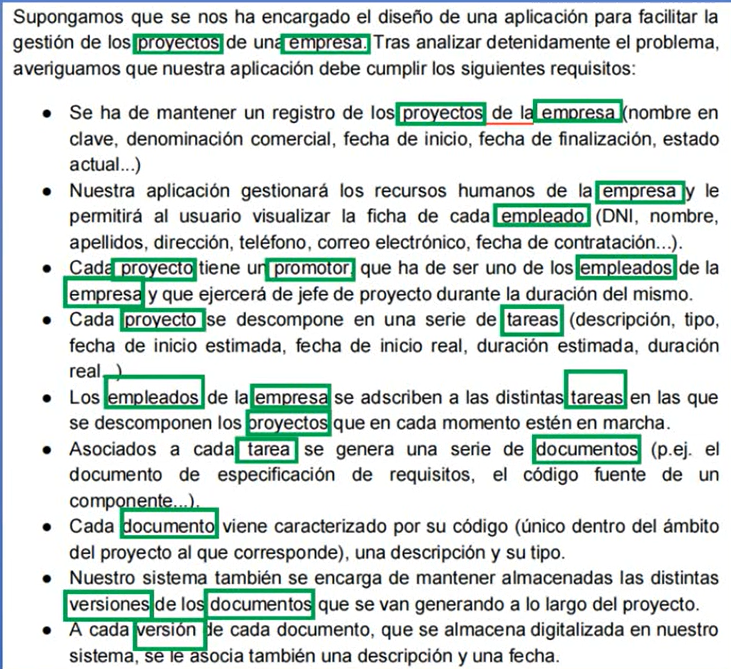 Supongamos que se nos ha encargado el diseño de una aplicación para facilitar la
gestión de los proyectos de una empresa. Tras analizar detenidamente el problema,
averiguamos que nuestra aplicación debe cumplir los siguientes requisitos:
● Se ha de mantener un registro de los proyectos de la empresa (nombre en
clave, denominación comercial, fecha de inicio, fecha de finalización, estado
actual...)
● Nuestra aplicación gestionará los recursos humanos de la empresa y le
permitirá al usuario visualizar la ficha de cada empleado (DNI, nombre,
apellidos, dirección, teléfono, correo electrónico, fecha de contratación...).
● Cada proyecto tiene un promotor, que ha de ser uno de los empleados de la
empresa y que ejercerá de jefe de proyecto durante la duración del mismo.
● Cada proyecto se descompone en una serie de tareas (descripción, tipo,
fecha de inicio estimada, fecha de inicio real, duración estimada, duración
real...)
● Los empleados de la empresa se adscriben a las distintas tareas en las que
se descomponen los proyectos que en cada momento estén en marcha.
● Asociados a cada tarea se genera una serie de documentos (p.ej. el
documento de especificación de requisitos, el código fuente de un
componente...).
● Cada documento viene caracterizado por su código (único dentro del ámbito
del proyecto al que corresponde), una descripción y su tipo.
● Nuestro sistema también se encarga de mantener almacenadas las distintas
versiones de los documentos que se van generando a lo largo del proyecto.
● A cada versión de cada documento, que se almacena digitalizada en nuestro
sistema, se le asocia también una descripción y una fecha.